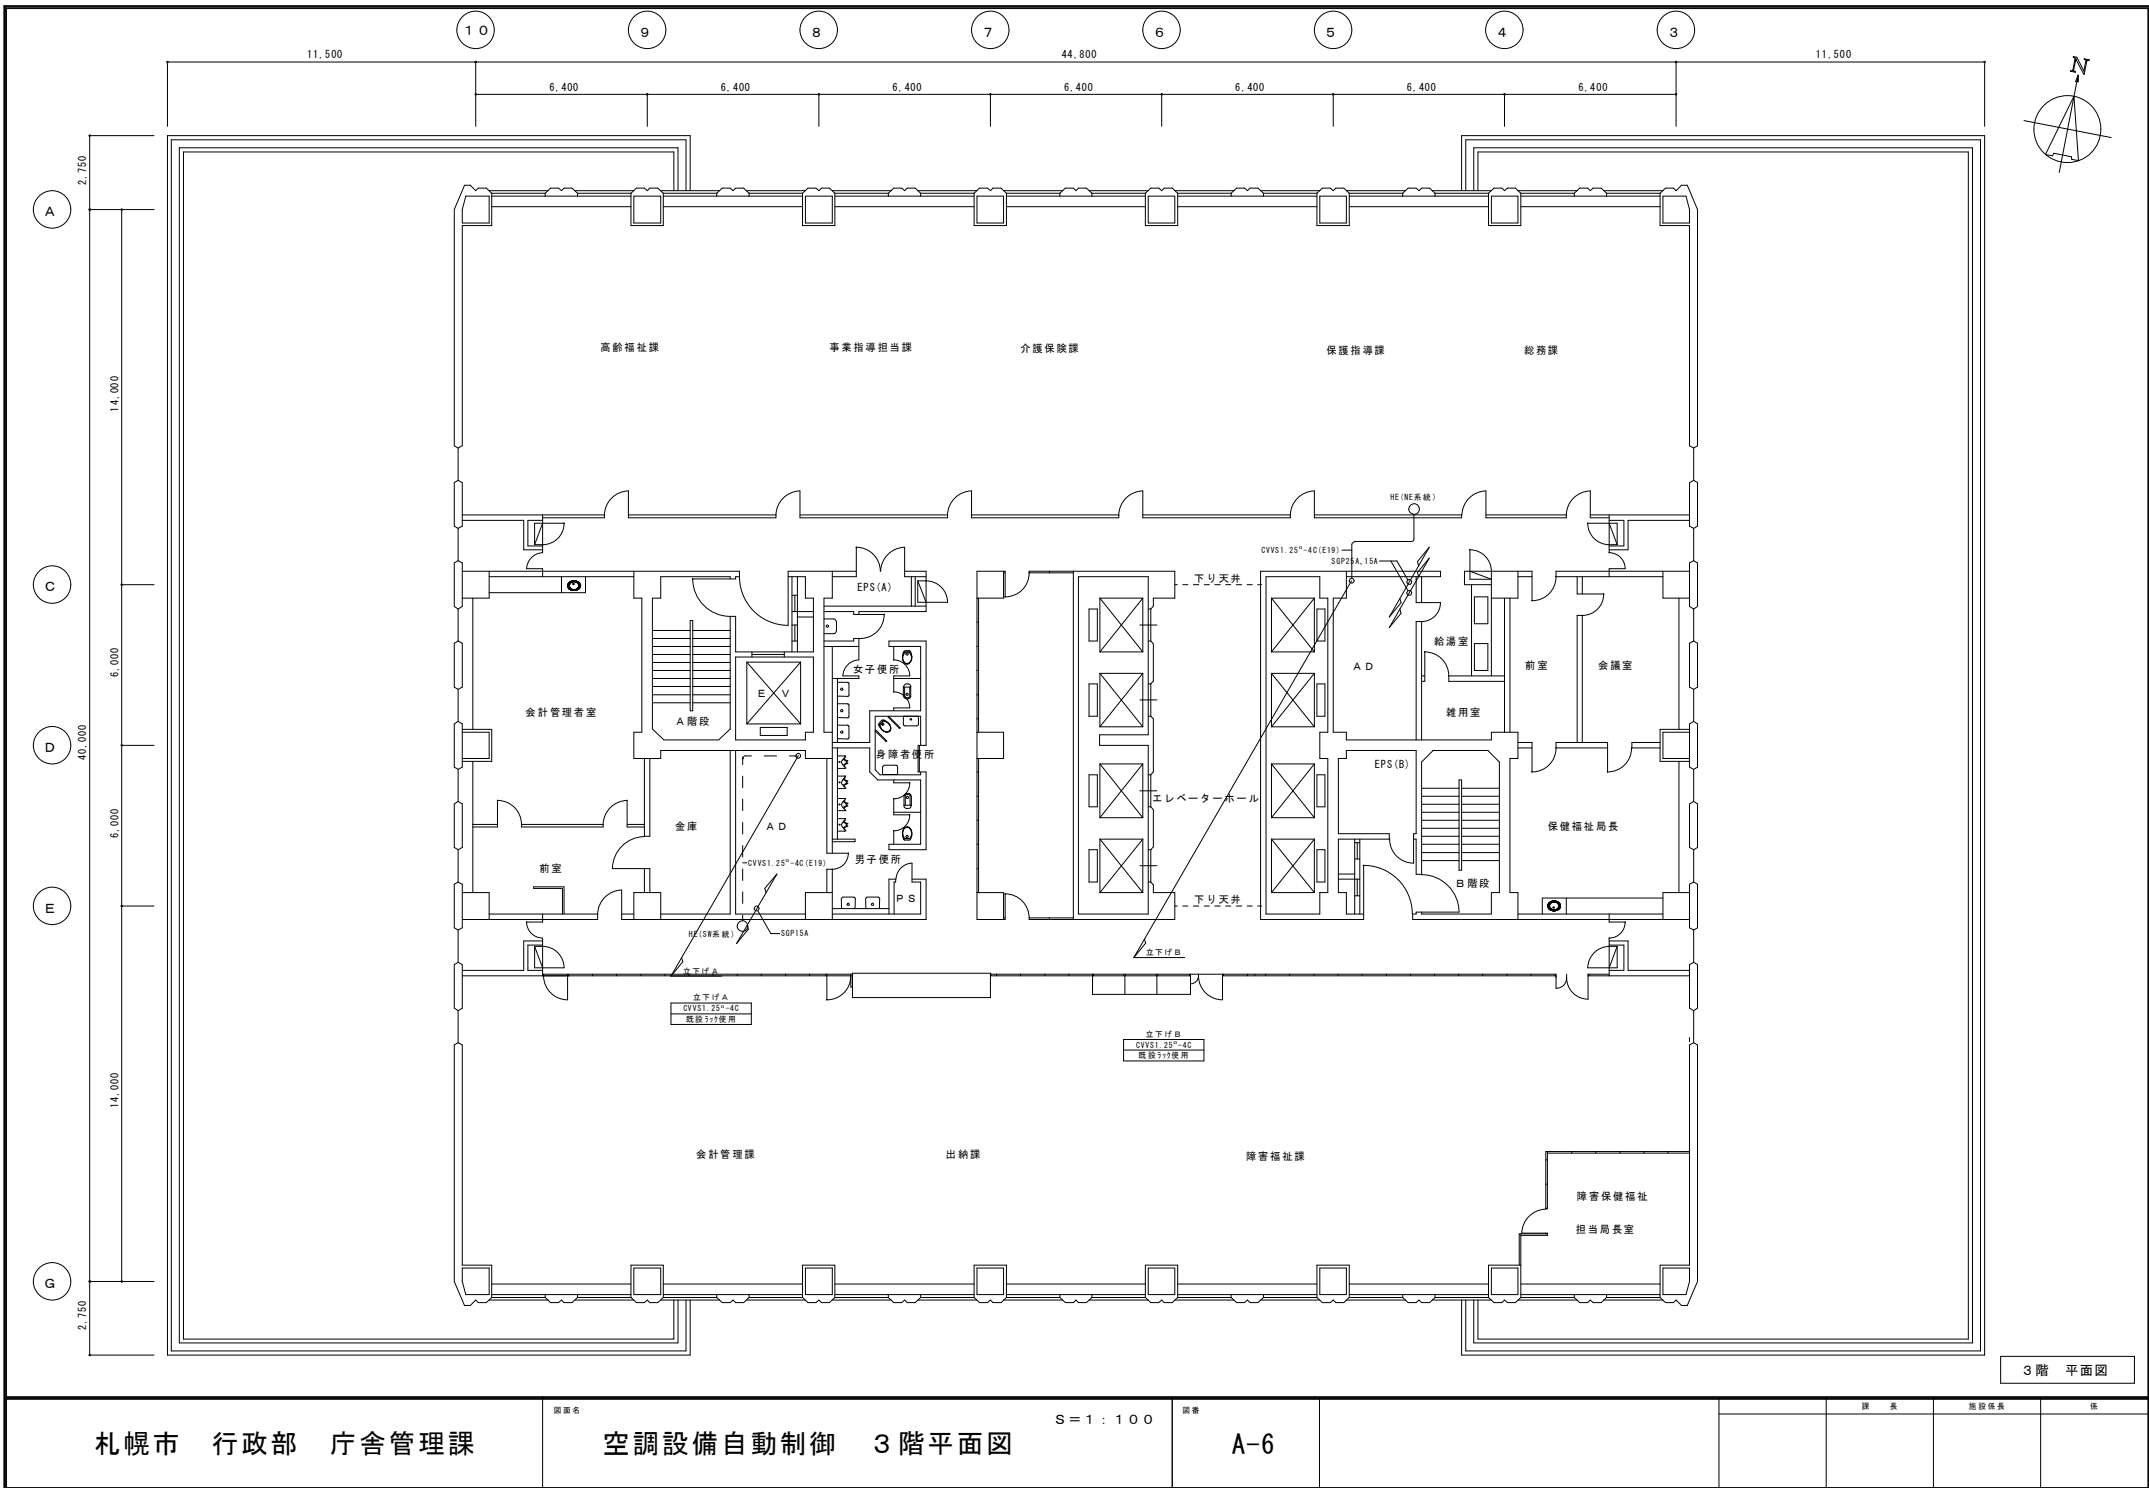 10
9
8
7
6
5
4
3
11,500
44,800
11,500
6,400
6,400
6,400
6,400
6,400
6,400
6,400
N
2,750
A
14,000
高齢福祉課
事業指導担当課
介護保険課
保護指導課
総務課
HE(NE系統)
CVVS1.25□-4C(E19)
SGP25A,15A
C
EPS(A)
下り天井
6,000
女子便所
給湯室
AD
前室
会議室
EV
会計管理者室
A階段
雑用室
D
40,000
身障者便所
EPS(B)
エレベーターホール
6,000
金庫
AD
保健福祉局長
CVVS1.25□-4C(E19)
男子便所
前室
B階段
PS
下り天井
E
HE(SW系統)
SGP15A
立下げB
立下げA
立下げA
CVVS1.25□-4C
既設ラック使用
立下げB
CVVS1.25□-4C
既設ラック使用
14,000
会計管理課
出納課
障害福祉課
障害保健福祉
担当局長室
G
2,750
3階 平面図
札幌市 行政部 庁舎管理課
図面名
空調設備自動制御 3階平面図
S=1:100
図番
A-6
課 長
施設係長
係